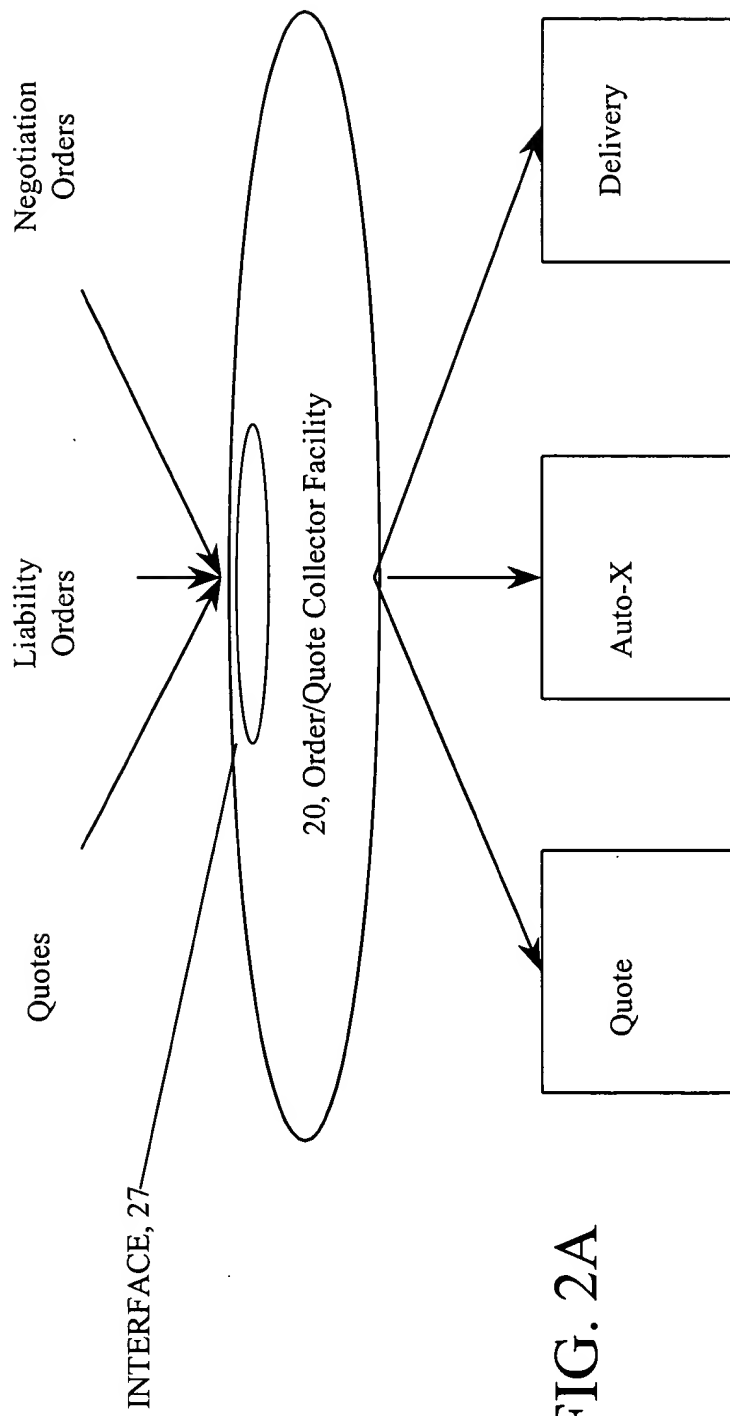 Quotes
Liability
Orders
Negotiation
Orders
INTERFACE, 27
20, Order/Quote Collector Facility
Quote
Auto-X
Delivery
FIG. 2A